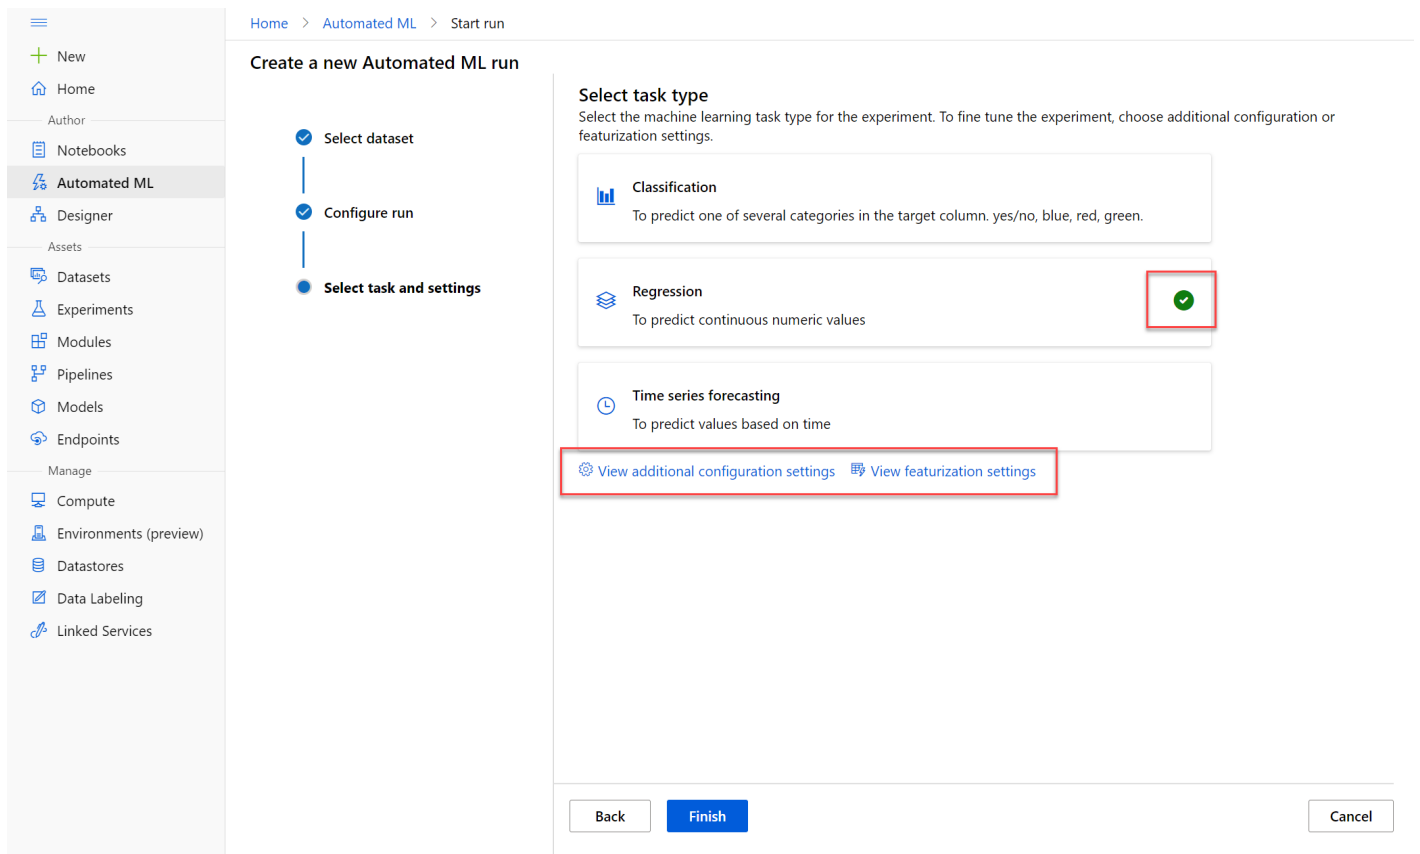 Home > Automated ML > Start run
New
Home
Author
Notebooks
Automated ML
Designer
Assets
Datasets
Experiments
Modules
Pipelines
Models
Endpoints
Manage
Compute
Environments (preview)
Datastores
Data Labeling
Linked Services
Create a new Automated ML run
Select dataset
Configure run
Select task and settings
Select task type
Select the machine learning task type for the experiment. To fine tune the experiment, choose additional configuration or
featurization settings.
Classification
To predict one of several categories in the target column. yes/no, blue, red, green.
Regression
To predict continuous numeric values
Time series forecasting
To predict values based on time
View additional configuration settings View featurization settings
Back Finish Cancel